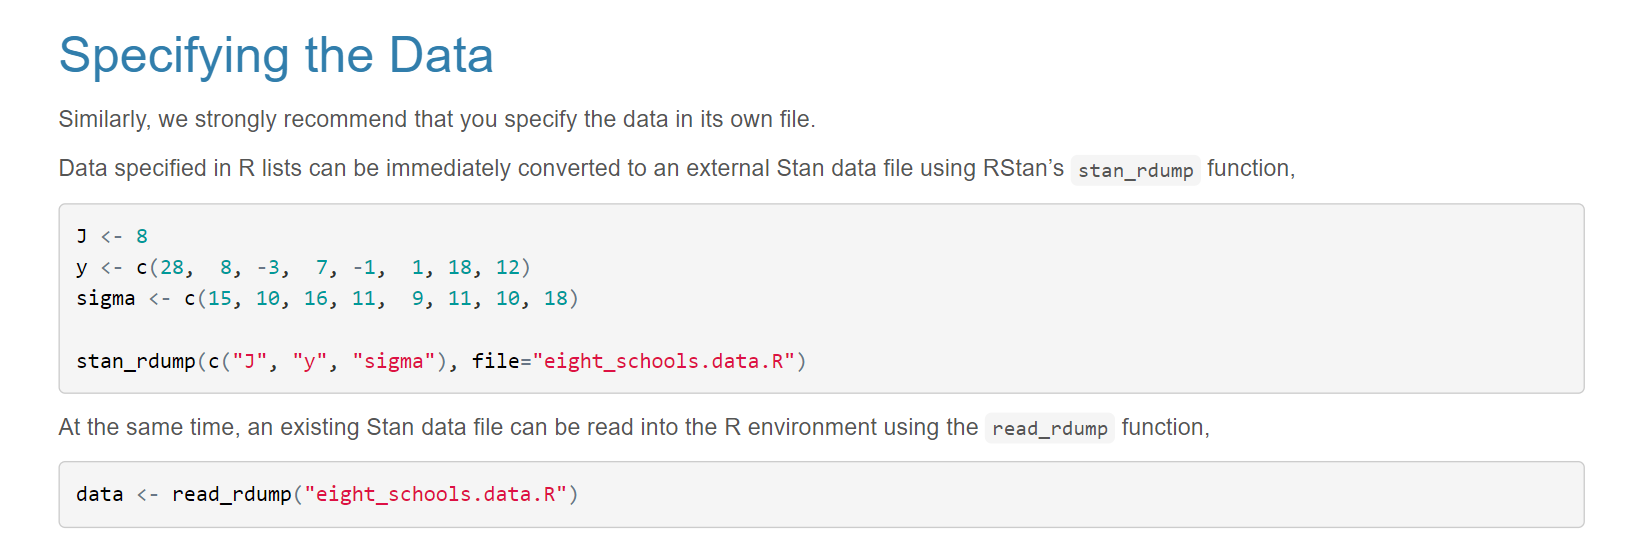 Specifying the Data
Similarly, we strongly recommend that you specify the data in its own file.
Data specified in R lists can be immediately converted to an external Stan data file using RStan’s stan_rdump function,
J <- 8
y <- c(28,  8, -3,  7, -1,  1, 18, 12)
sigma <- c(15, 10, 16, 11,  9, 11, 10, 18)
stan_rdump(c("J", "y", "sigma"), file="eight_schools.data.R")
At the same time, an existing Stan data file can be read into the R environment using the read_rdump function,
data <- read_rdump("eight_schools.data.R")